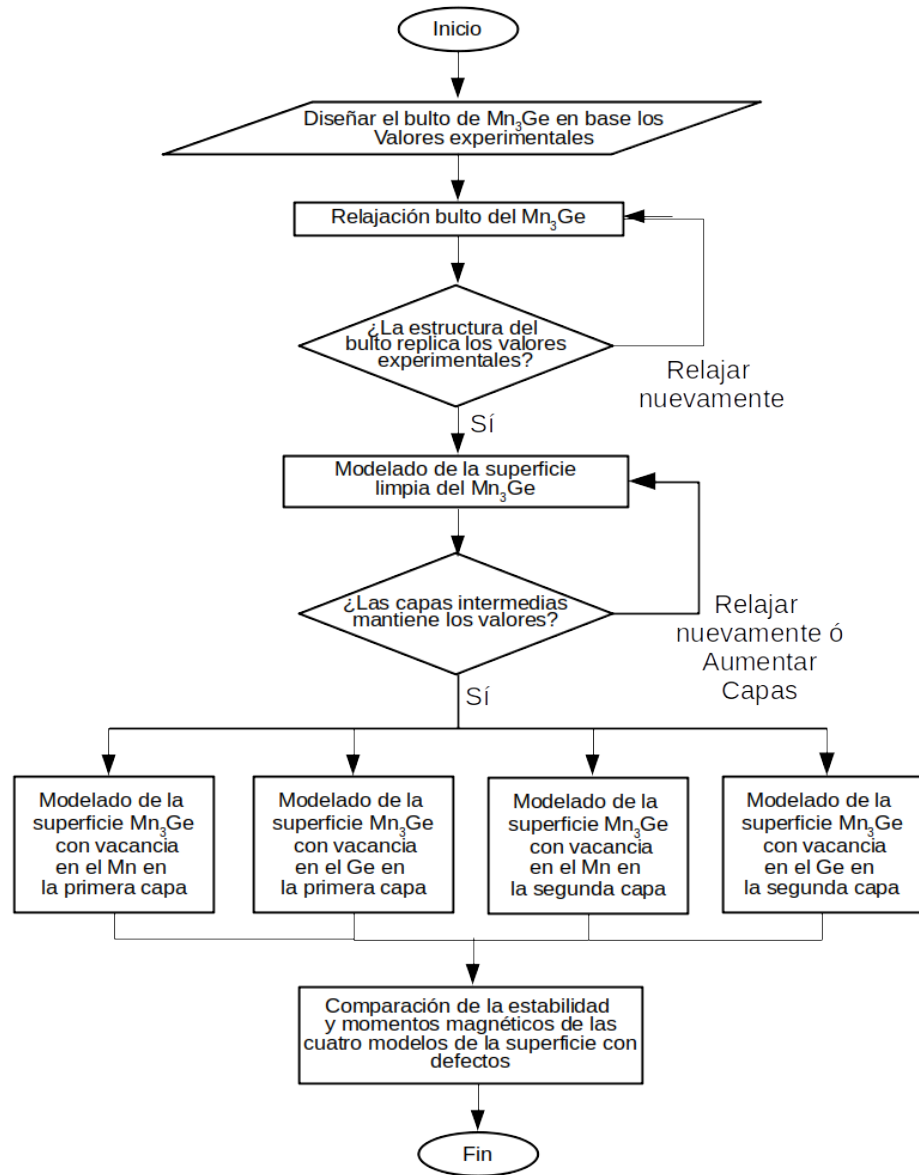 Inicio
Diseñar el bulto de Mn₃Ge en base los
Valores experimentales
Relajación bulto del Mn₃Ge
¿La estructura del
bulto replica los valores
experimentales?
Relajar
nuevamente
Sí
Modelado de la superficie
limpia del Mn₃Ge
¿Las capas intermedias
mantiene los valores?
Relajar
nuevamente ó
Aumentar
Capas
Sí
Modelado de la
superficie Mn₃Ge
con vacancia
en el Mn en
la primera capa
Modelado de la
superficie Mn₃Ge
con vacancia
en el Ge en
la primera capa
Modelado de la
superficie Mn₃Ge
con vacancia
en el Mn en
la segunda capa
Modelado de la
superficie Mn₃Ge
con vacancia
en el Ge en
la segunda capa
Comparación de la estabilidad
y momentos magnéticos de las
cuatro modelos de la superficie con
defectos
Fin